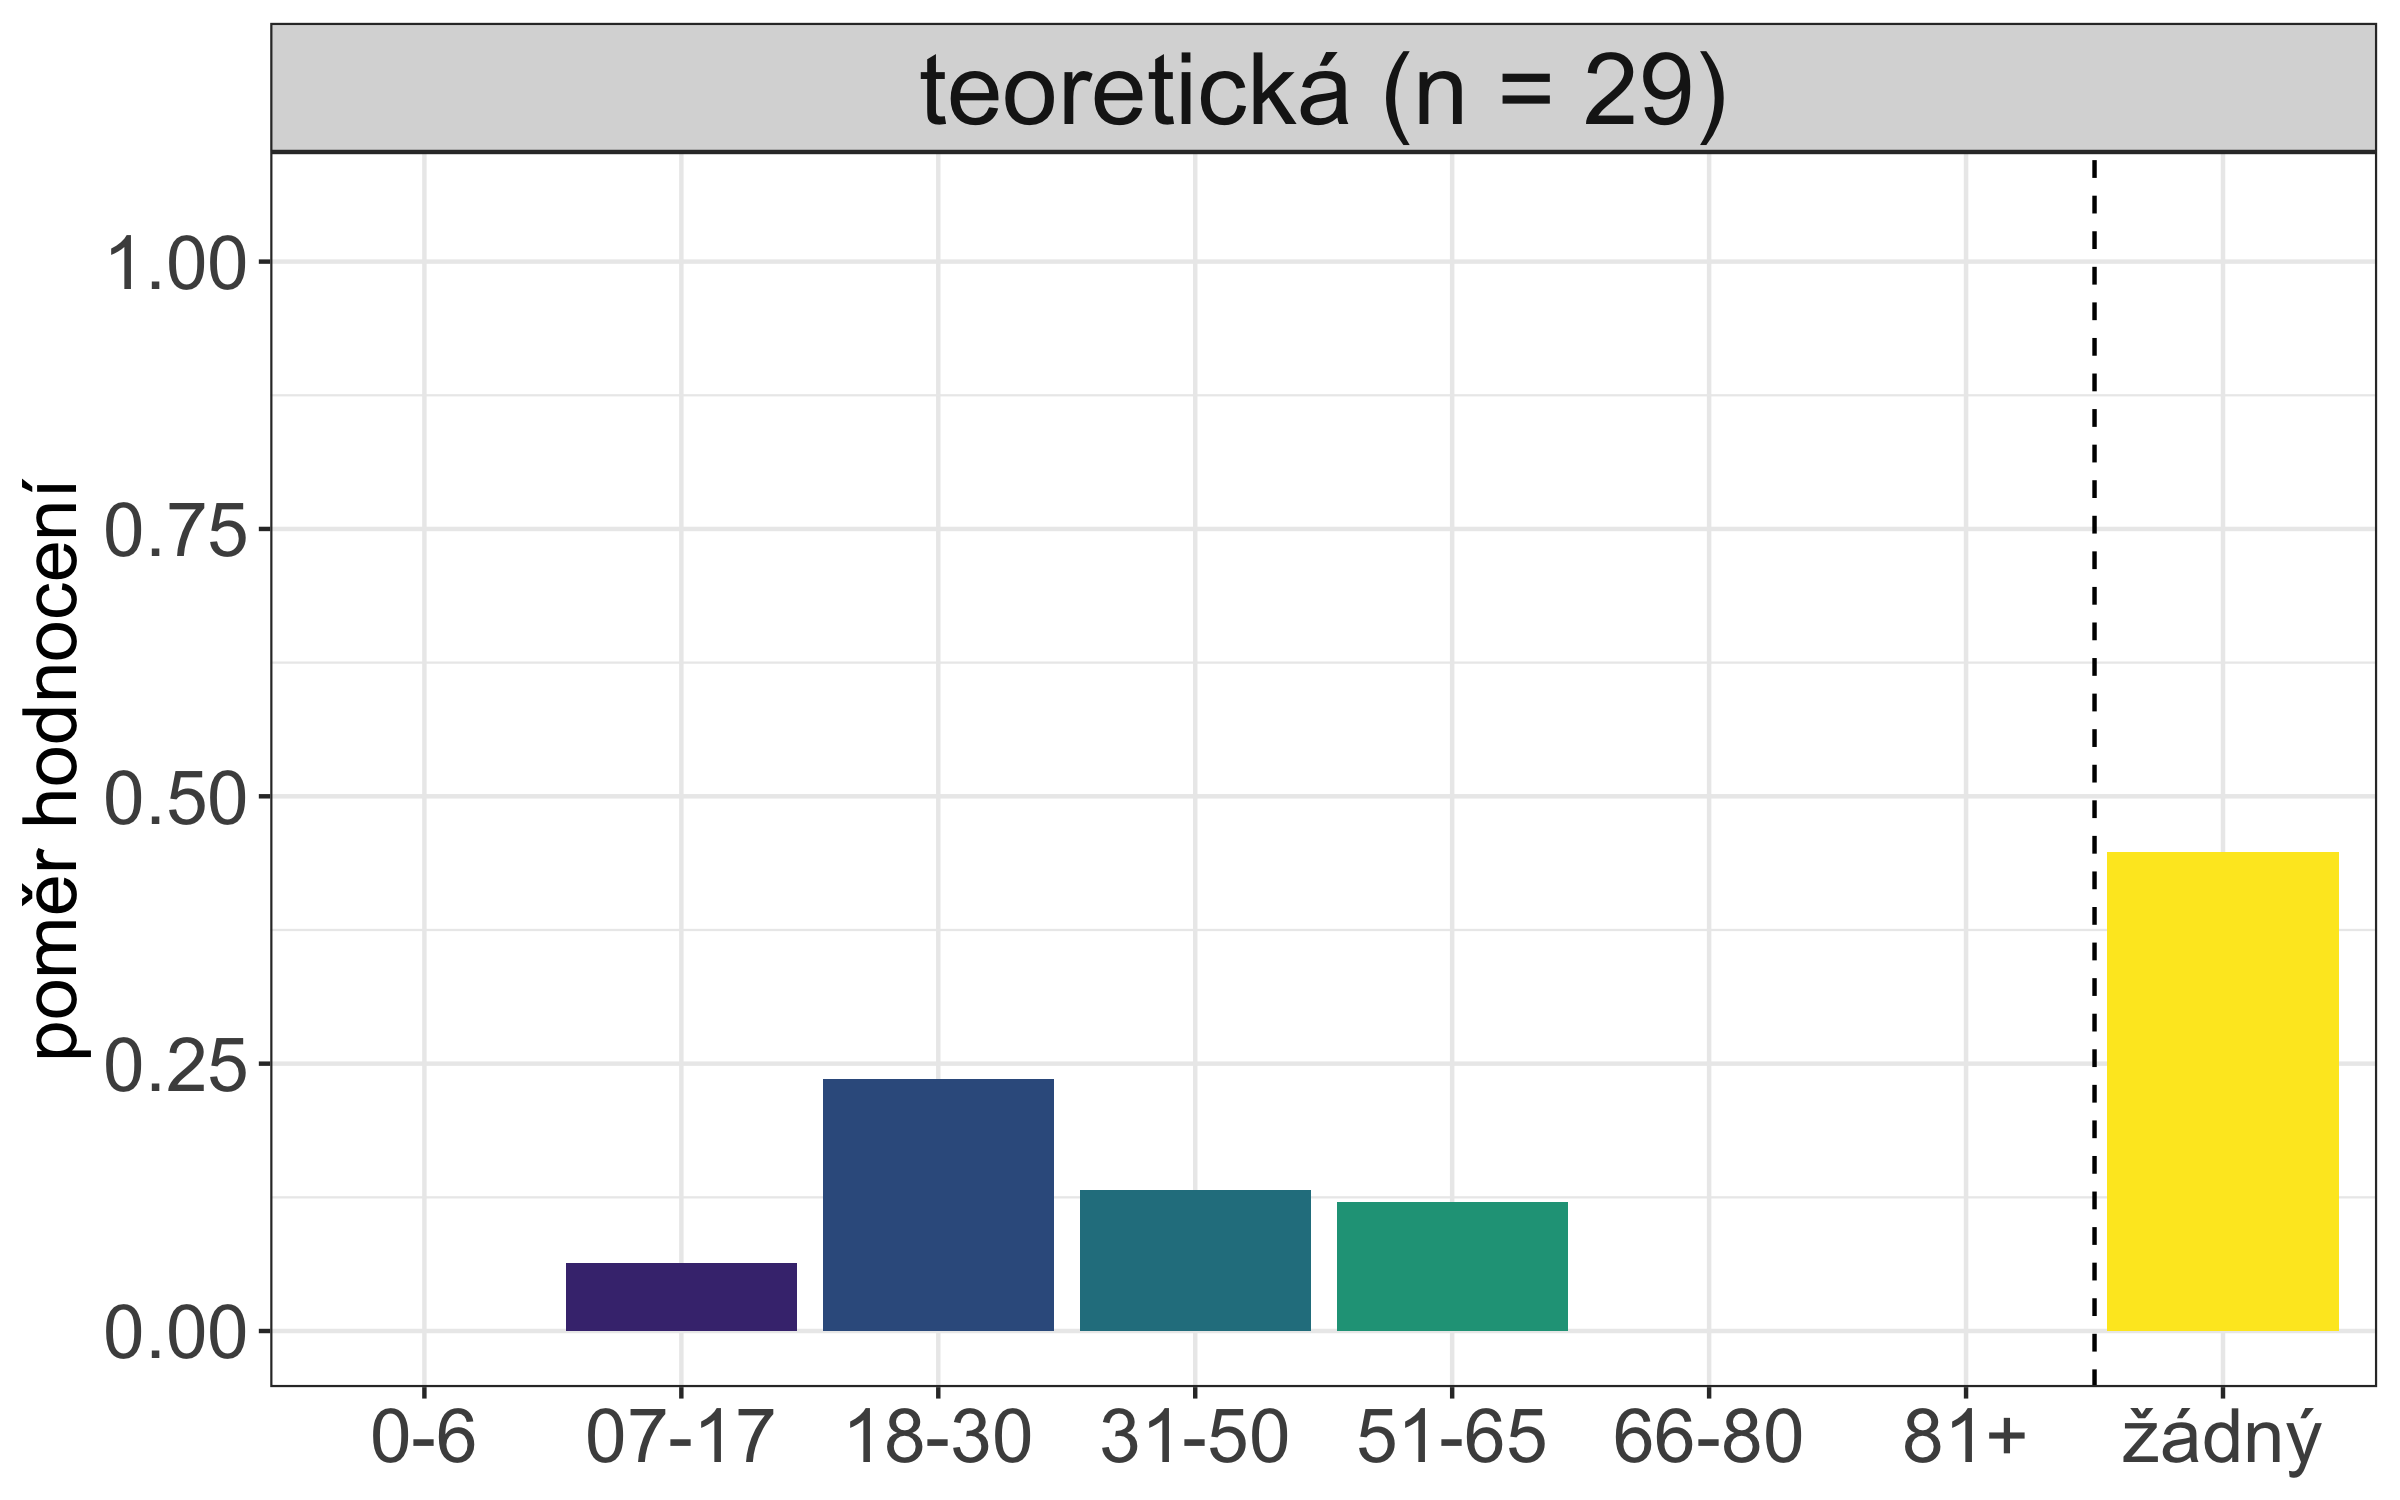 teoretická (n = 29)
poměr hodnocení
1.00
0.75
0.50
0.25
0.00
0-6 07-17 18-30 31-50 51-65 66-80 81+ žádný